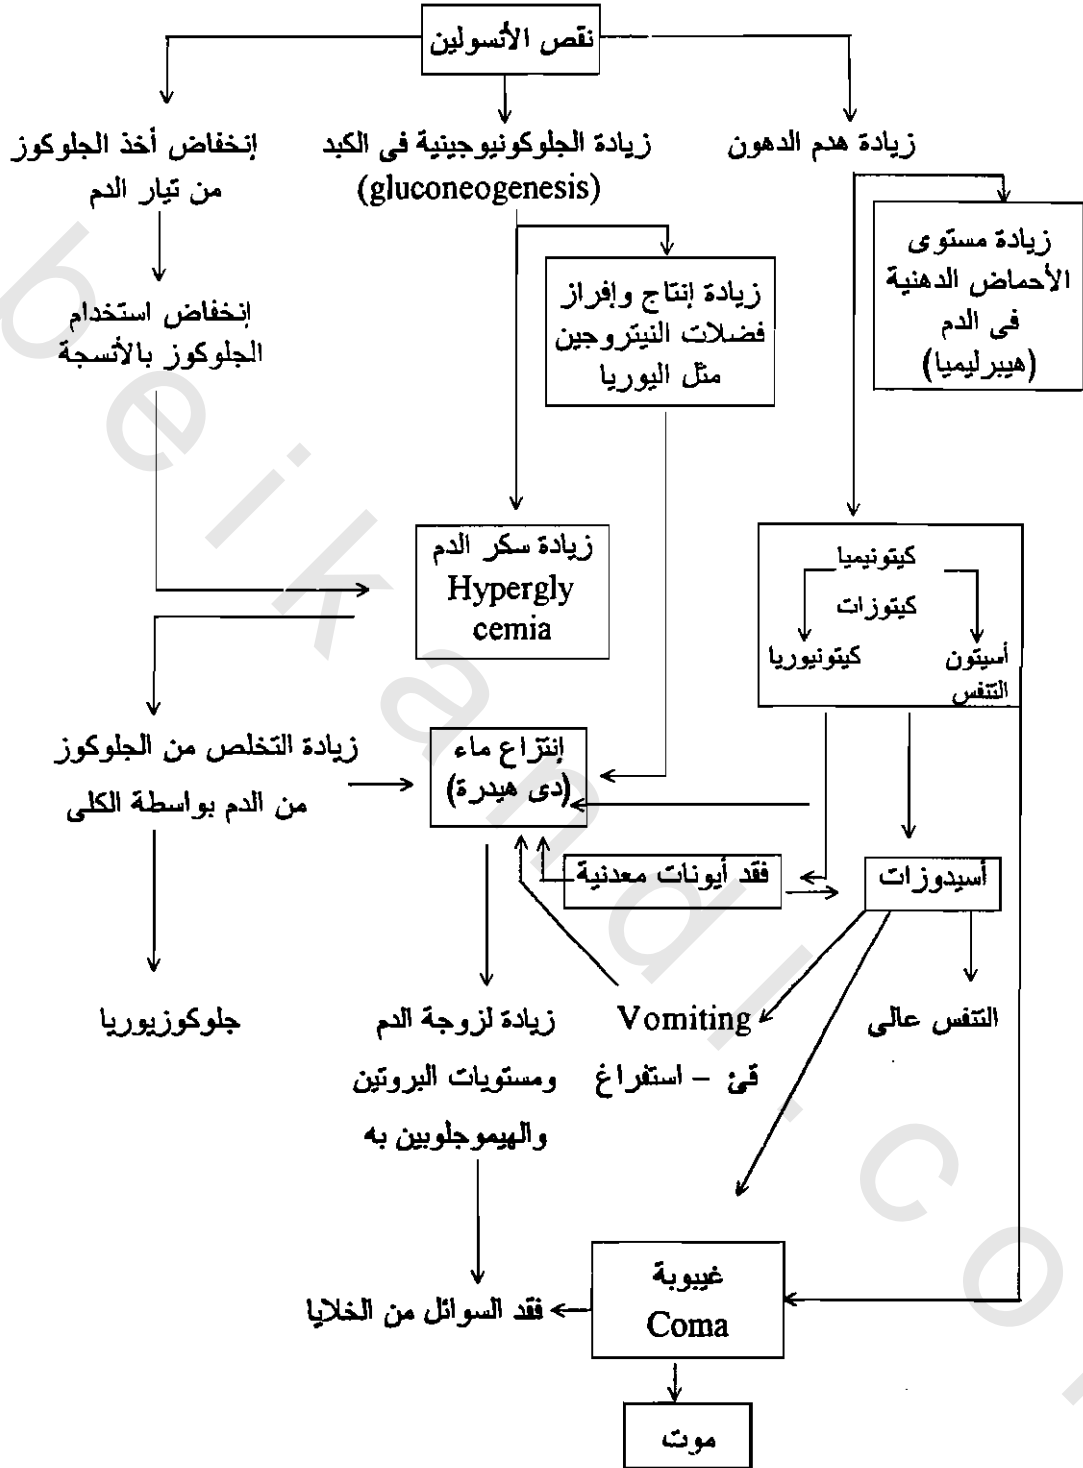 نقص الأنسولين
زيادة هدم الدهون
زيادة الجلوكونيوجينية فى الكبد
(gluconeogenesis)
إنخفاض أخذ الجلوكوز
من تيار الدم
زيادة مستوى
الأحماض الدهنية
فى الدم
(هيبرليميا)
زيادة إنتاج وإفراز
فضلات النيتروجين
مثل اليوريا
إنخفاض استخدام
الجلوكوز بالأنسجة
كيتونيميا
كيتوزات
أسيتون
التنفس
كيتونيوريا
زيادة سكر الدم
Hypergly
cemia
إنتزاع ماء
(دى هيدرة)
زيادة التخلص من الجلوكوز
من الدم بواسطة الكلى
أسيدوزات
فقد أيونات معدنية
التنفس عالى
Vomiting
قئ – استفراغ
زيادة لزوجة الدم
ومستويات البروتين
والهيموجلوبين به
جلوكوزيوريا
غيبوبة
Coma
فقد السوائل من الخلايا
موت
beikandl.com